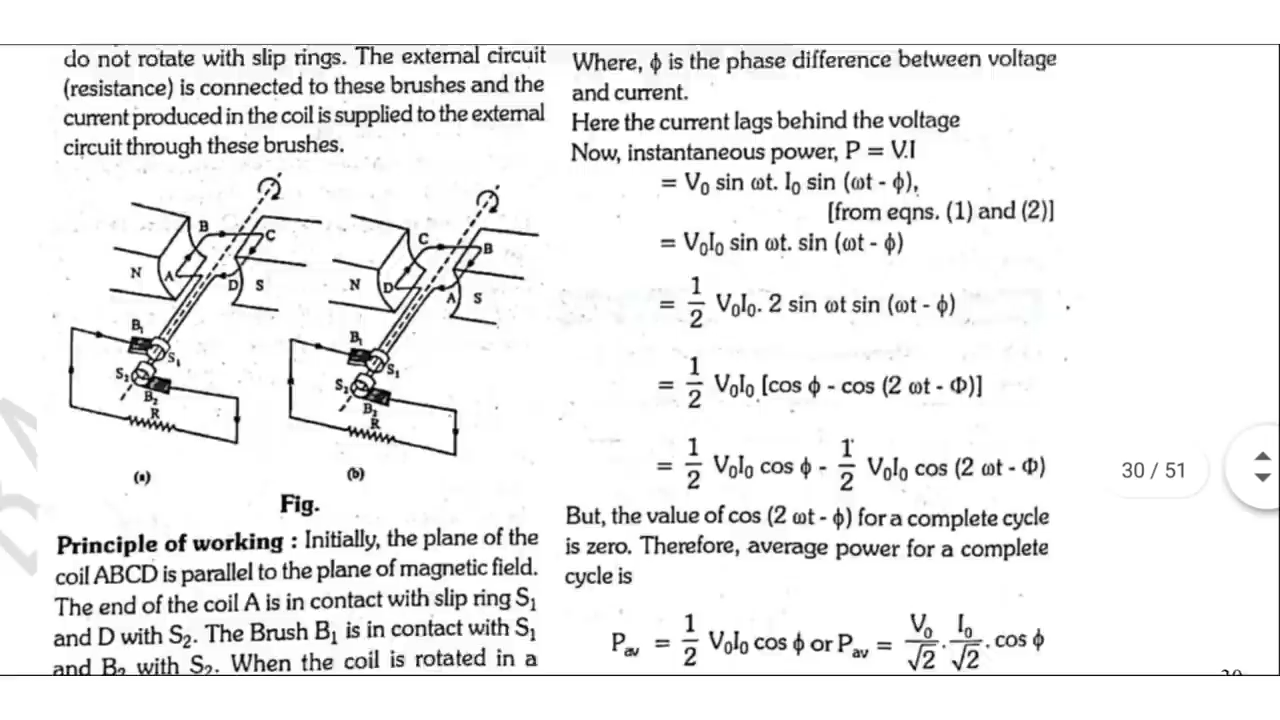 do not rotate with slip rings. The external circuit
(resistance) is connected to these brushes and the
current produced in the coil is supplied to the external
circuit through these brushes.
B
C
N
A
D
S
B₁
S₁
S₂
B₂
R
(a)
C
B
N
D
A
S
B₁
S₁
S₂
B₂
R
(b)
Fig.
Principle of working : Initially, the plane of the
coil ABCD is parallel to the plane of magnetic field.
The end of the coil A is in contact with slip ring S₁
and D with S₂. The Brush B₁ is in contact with S₁
and B₂ with S₂. When the coil is rotated in a
Where, ϕ is the phase difference between voltage
and current.
Here the current lags behind the voltage
Now, instantaneous power, P = V.I
= V₀ sin ωt. I₀ sin (ωt - ϕ),
[from eqns. (1) and (2)]
= V₀I₀ sin ωt. sin (ωt - ϕ)
= 1/2 V₀I₀. 2 sin ωt sin (ωt - ϕ)
= 1/2 V₀I₀ [cos ϕ - cos (2 ωt - Φ)]
= 1/2 V₀I₀ cos ϕ - 1/2 V₀I₀ cos (2 ωt - Φ)
But, the value of cos (2 ωt - ϕ) for a complete cycle
is zero. Therefore, average power for a complete
cycle is
P_av = 1/2 V₀I₀ cos ϕ or P_av = V₀/√2 . I₀/√2 . cos ϕ
30 / 51